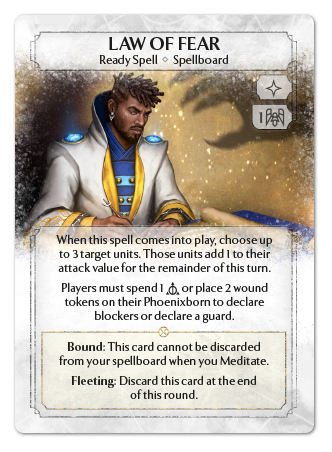 LAW OF FEAR
Ready Spell ◇ Spellboard
1
When this spell comes into play, choose up
to 3 target units. Those units add 1 to their
attack value for the remainder of this turn.
Players must spend 1 or place 2 wound
tokens on their Phoenixborn to declare
blockers or declare a guard.
Bound: This card cannot be discarded
from your spellboard when you Meditate.
Fleeting: Discard this card at the end
of this round.